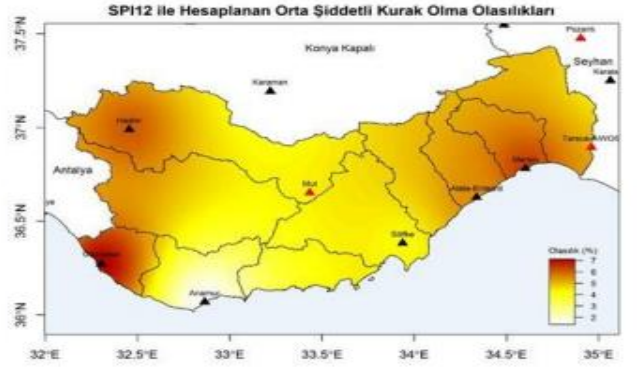 SPI12 ile Hesaplanan Orta Şiddetli Kurak Olma Olasılıkları
37.5°N
37°N
36.5°N
36°N
Pozantı
Konya Kapalı
Seyhan
Karaman
Hadim
Antalya
Mut
Mersin
Silifke
Anamur
Olasılık (%)
7
6
5
4
3
2
32°E
32.5°E
33°E
33.5°E
34°E
34.5°E
35°E